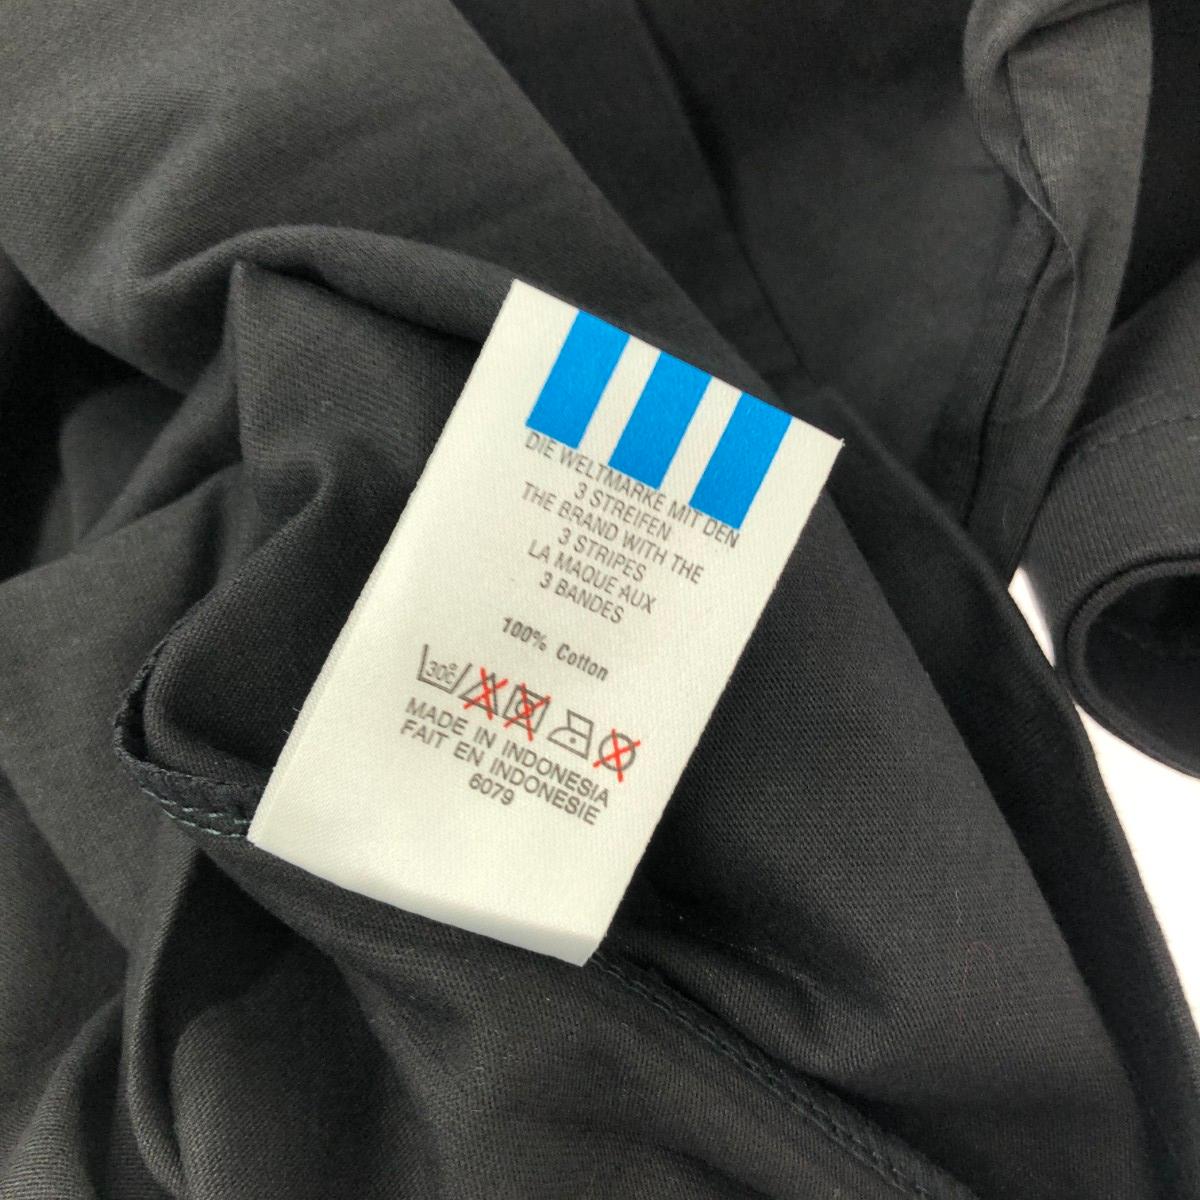 DIE WELTMARKE MIT DEN
3 STREIFEN
THE BRAND WITH THE
3 STRIPES
LA MAQUE AUX
3 BANDES
100% Cotton
30°C
MADE IN INDONESIA
FAIT EN INDONESIE
6079